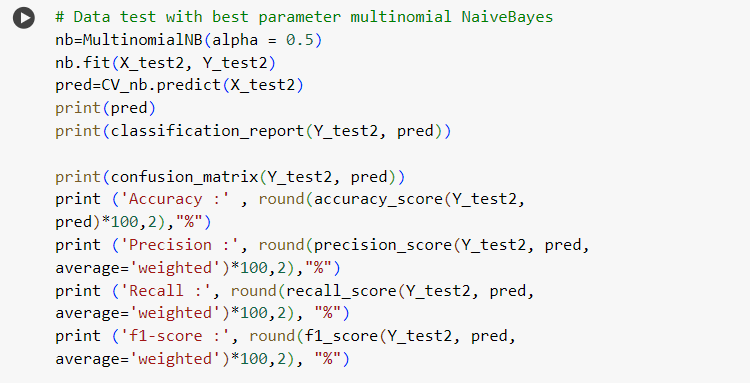 # Data test with best parameter multinomial NaiveBayes
nb=MultinomialNB(alpha = 0.5)
nb.fit(X_test2, Y_test2)
pred=CV_nb.predict(X_test2)
print(pred)
print(classification_report(Y_test2, pred))
print(confusion_matrix(Y_test2, pred))
print ('Accuracy :' , round(accuracy_score(Y_test2,
pred)*100,2),"%")
print ('Precision :', round(precision_score(Y_test2, pred,
average='weighted')*100,2),"%")
print ('Recall :', round(recall_score(Y_test2, pred,
average='weighted')*100,2), "%")
print ('f1-score :', round(f1_score(Y_test2, pred,
average='weighted')*100,2), "%")